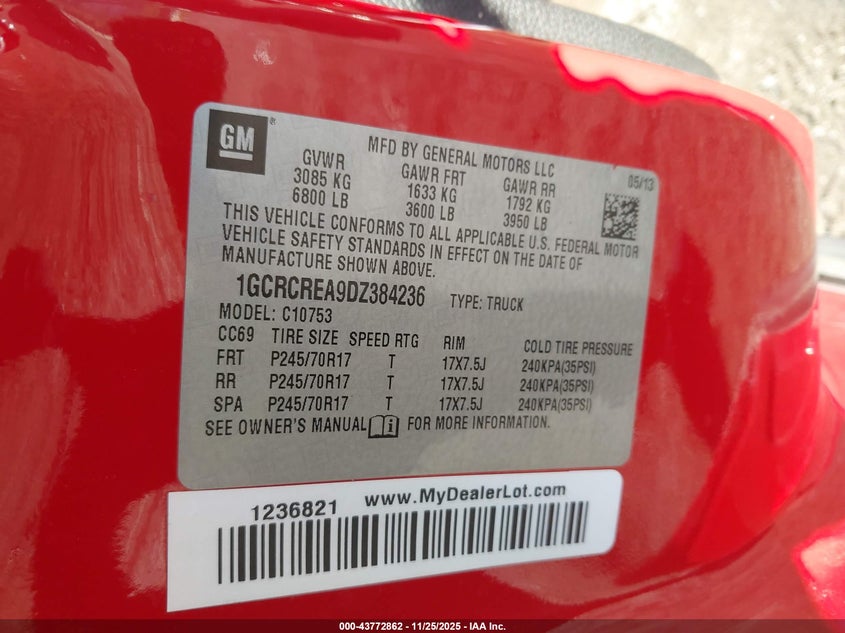 GM
MFD BY GENERAL MOTORS LLC
05/13
GVWR GAWR FRT GAWR RR
3085 KG 1633 KG 1792 KG
6800 LB 3600 LB 3950 LB
THIS VEHICLE CONFORMS TO ALL APPLICABLE U.S. FEDERAL MOTOR
VEHICLE SAFETY STANDARDS IN EFFECT ON THE DATE OF
MANUFACTURE SHOWN ABOVE.
1GCRCREA9DZ384236 TYPE: TRUCK
MODEL: C10753
CC69 TIRE SIZE SPEED RTG RIM COLD TIRE PRESSURE
FRT P245/70R17 T 17X7.5J 240KPA(35PSI)
RR P245/70R17 T 17X7.5J 240KPA(35PSI)
SPA P245/70R17 T 17X7.5J 240KPA(35PSI)
SEE OWNER'S MANUAL FOR MORE INFORMATION.
1236821 www.MyDealerLot.com
000-43772862 - 11/25/2025 - IAA Inc.